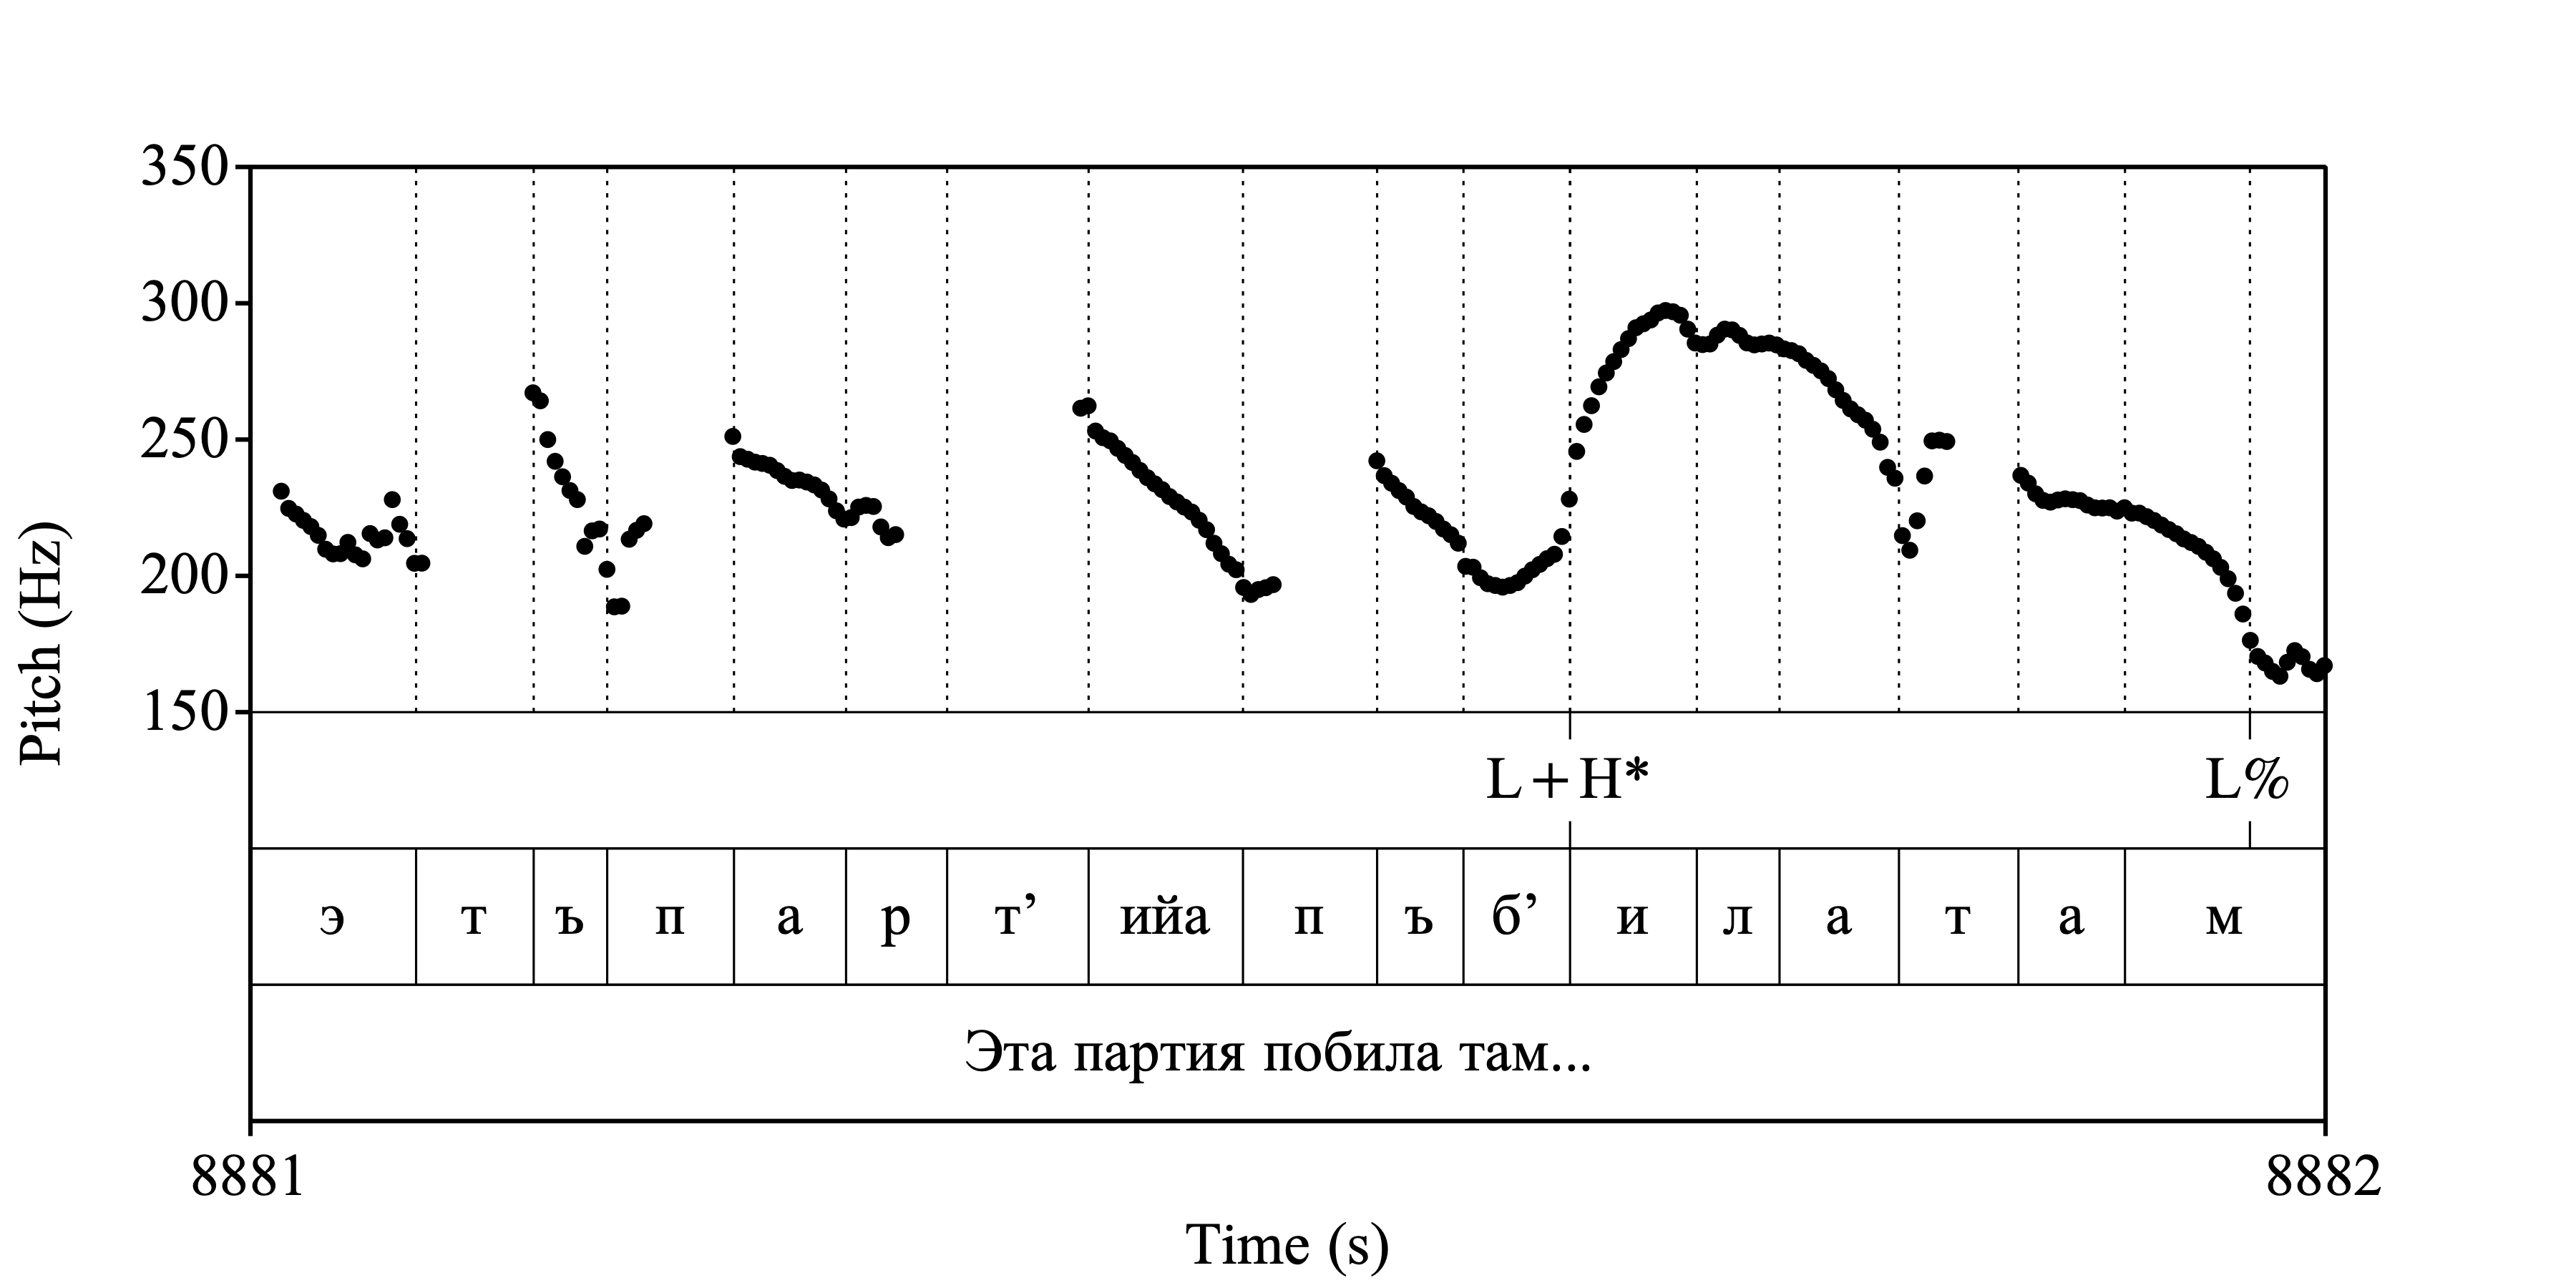 350
300
250
200
150
Pitch (Hz)
L+H* L%
э т ъ п а р т’ ийа п ъ б’ и л а т а м
Эта партия побила там...
8881 8882
Time (s)